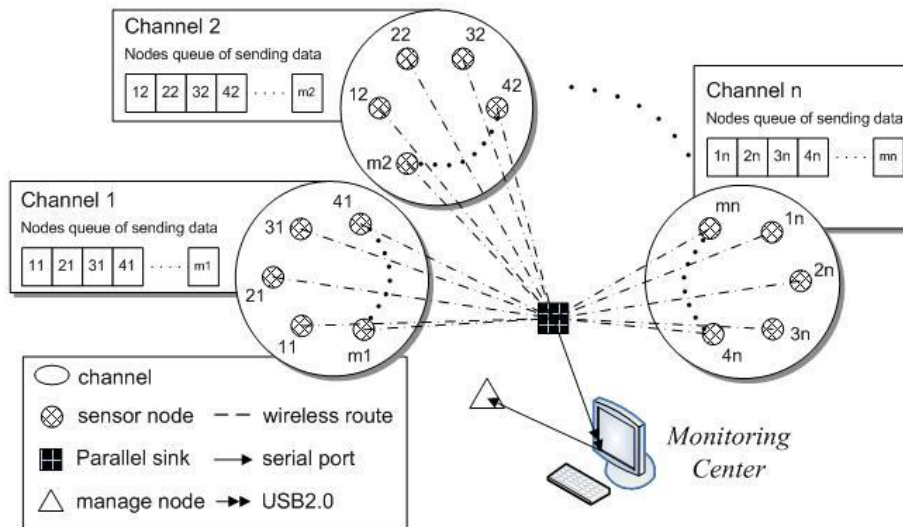 Channel 2
Nodes queue of sending data
12 22 32 42 . . . . m2
22
32
12
42
m2
Channel n
Nodes queue of sending data
1n 2n 3n 4n . . . . mn
Channel 1
Nodes queue of sending data
11 21 31 41 . . . . m1
41
31
21
11
m1
mn
1n
2n
3n
4n
channel
sensor node
wireless route
Parallel sink
serial port
manage node
USB2.0
Monitoring
Center